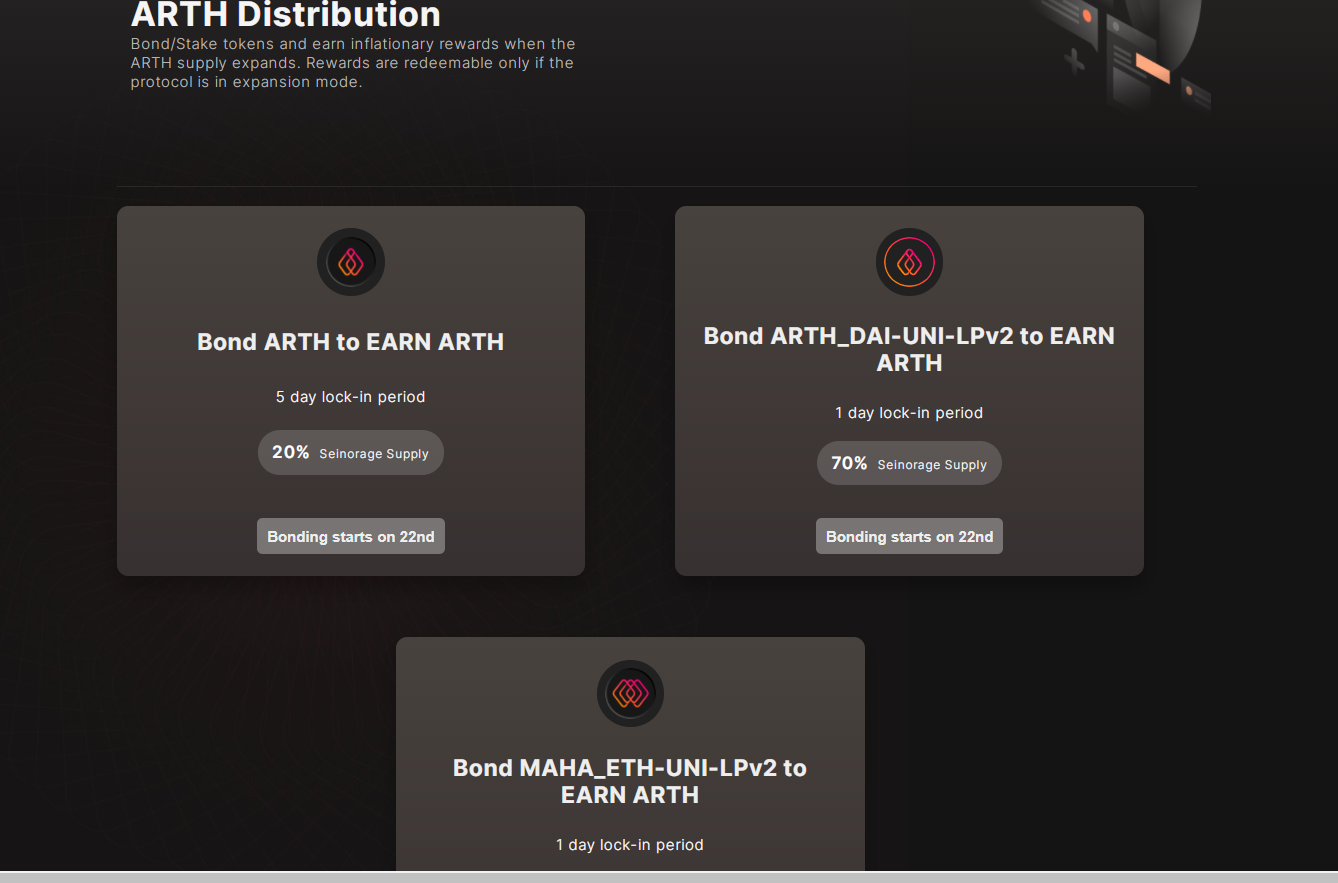 ARTH Distribution
Bond/Stake tokens and earn inflationary rewards when the
ARTH supply expands. Rewards are redeemable only if the
protocol is in expansion mode.
Bond ARTH to EARN ARTH
5 day lock-in period
20% Seinorage Supply
Bonding starts on 22nd
Bond ARTH_DAI-UNI-LPv2 to EARN
ARTH
1 day lock-in period
70% Seinorage Supply
Bonding starts on 22nd
Bond MAHA_ETH-UNI-LPv2 to
EARN ARTH
1 day lock-in period